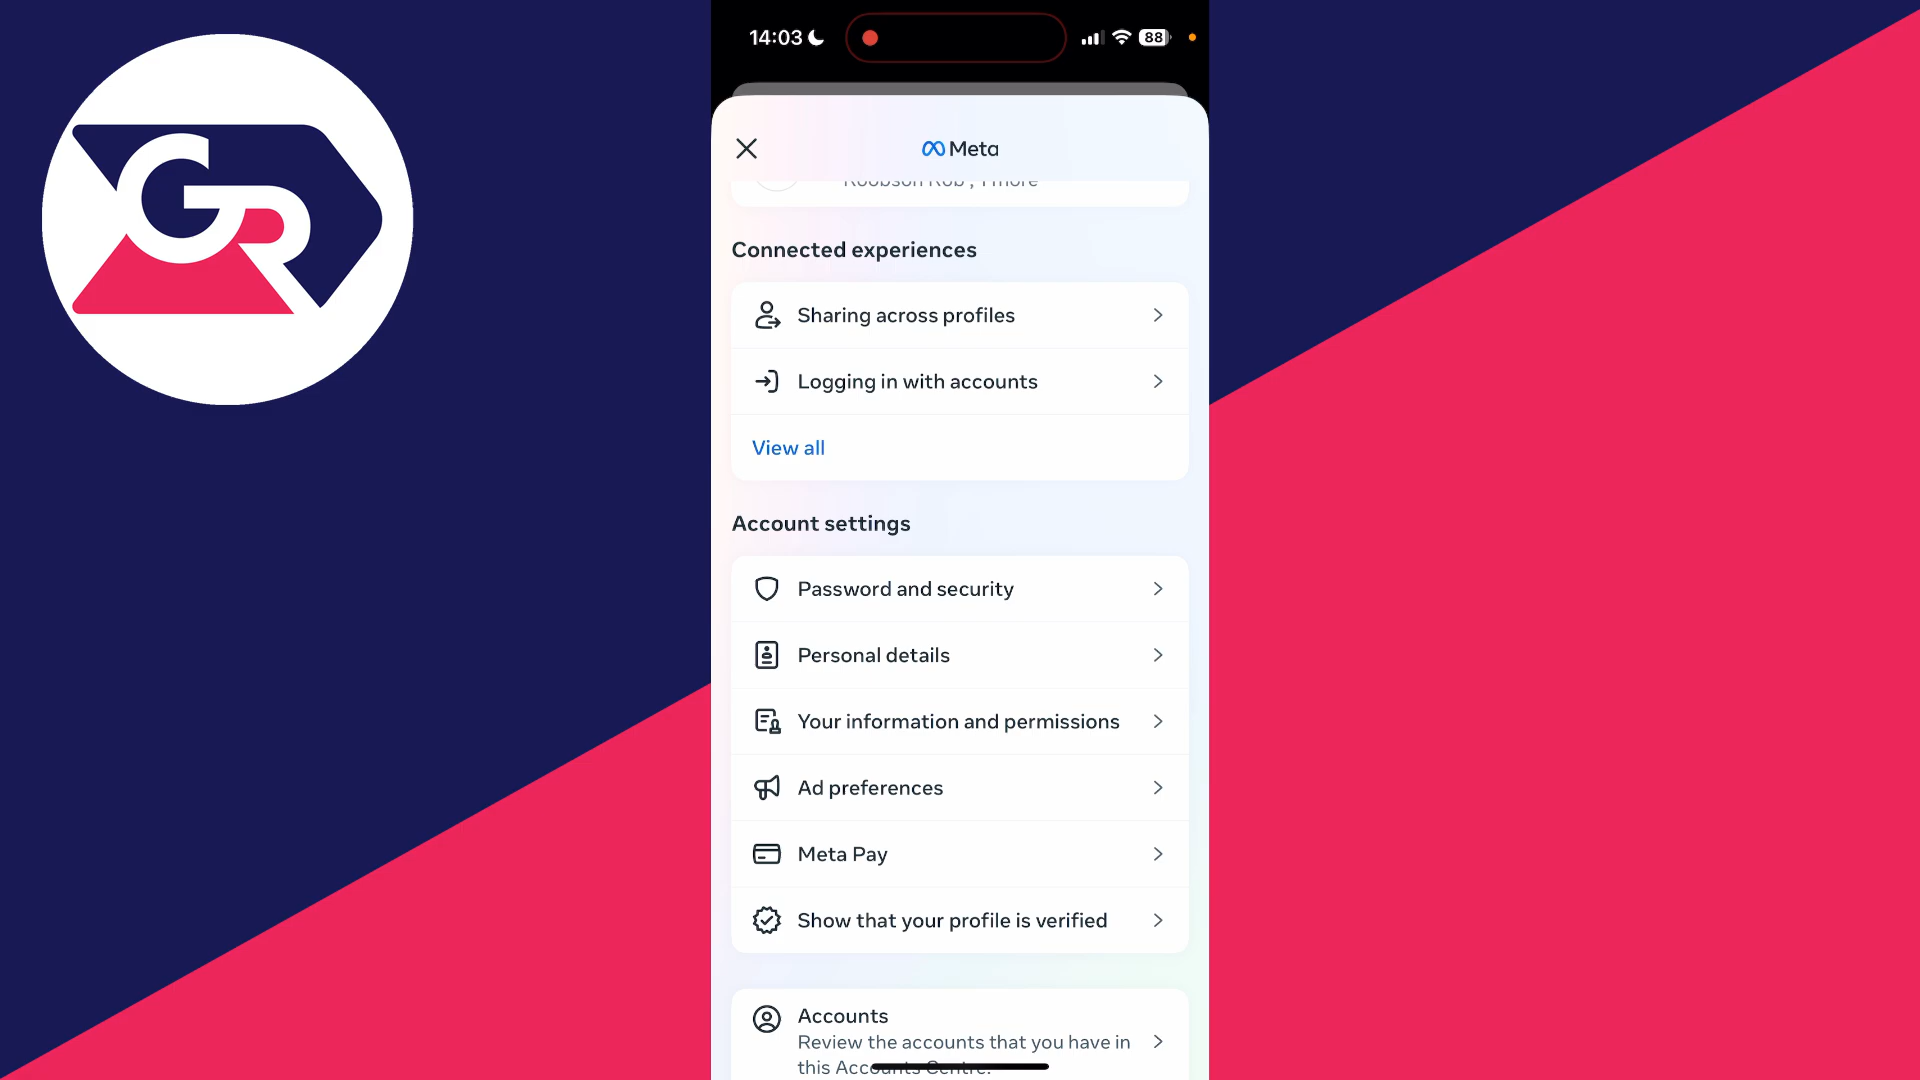 14:03
88
GR
Meta
Roobson Rob , 1 more
Connected experiences
Sharing across profiles
Logging in with accounts
View all
Account settings
Password and security
Personal details
Your information and permissions
Ad preferences
Meta Pay
Show that your profile is verified
Accounts
Review the accounts that you have in
this Accounts Centre.